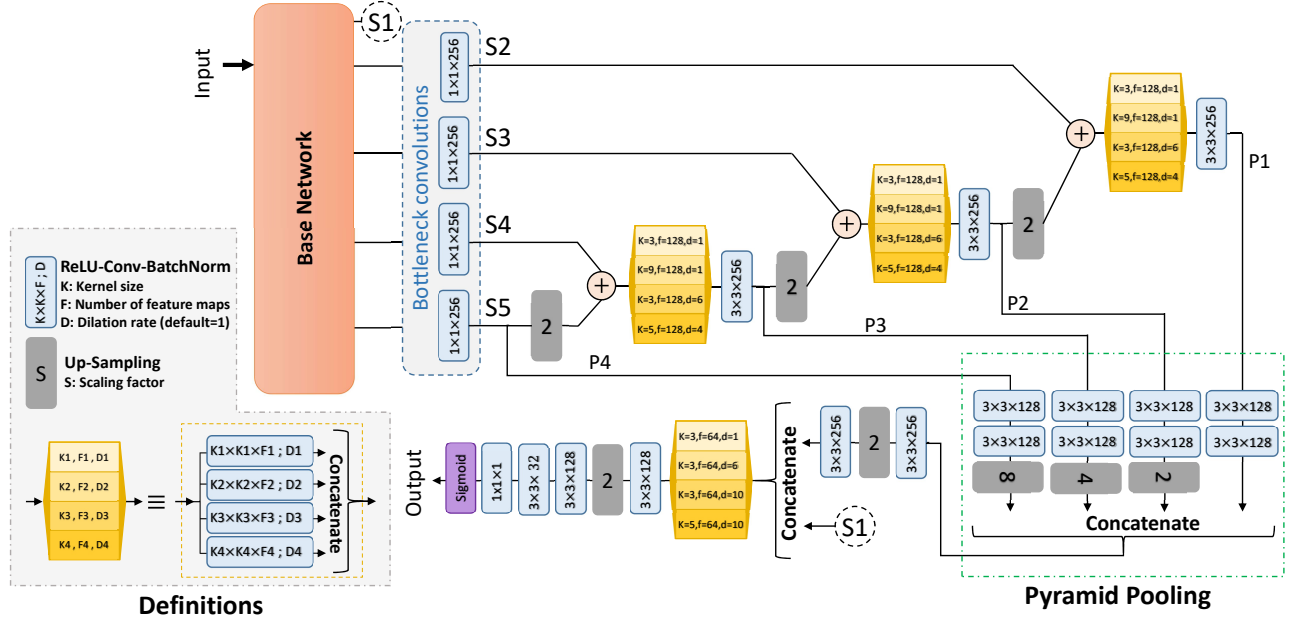 Input
Base Network
S1
Bottleneck convolutions
1×1×256
1×1×256
1×1×256
1×1×256
S2
S3
S4
S5
2
+
K=3,f=128,d=1
K=9,f=128,d=1
K=3,f=128,d=6
K=5,f=128,d=4
3×3×256
2
+
K=3,f=128,d=1
K=9,f=128,d=1
K=3,f=128,d=6
K=5,f=128,d=4
3×3×256
2
+
K=3,f=128,d=1
K=9,f=128,d=1
K=3,f=128,d=6
K=5,f=128,d=4
3×3×256
P1
P2
P3
P4
3×3×128
3×3×128
3×3×128
3×3×128
3×3×128
3×3×128
3×3×128
3×3×128
8
4
2
Concatenate
Pyramid Pooling
3×3×256
2
3×3×256
Concatenate
S1
K=3,f=64,d=1
K=3,f=64,d=6
K=3,f=64,d=10
K=5,f=64,d=10
3×3×128
2
3×3×128
3×3× 32
1×1×1
Sigmoid
Output
K×K×F ; D
ReLU-Conv-BatchNorm
K: Kernel size
F: Number of feature maps
D: Dilation rate (default=1)
S
Up-Sampling
S: Scaling factor
K1 , F1 , D1
K2 , F2 , D2
K3 , F3 , D3
K4 , F4 , D4
≡
K1×K1×F1 ; D1
K2×K2×F2 ; D2
K3×K3×F3 ; D3
K4×K4×F4 ; D4
Concatenate
Definitions